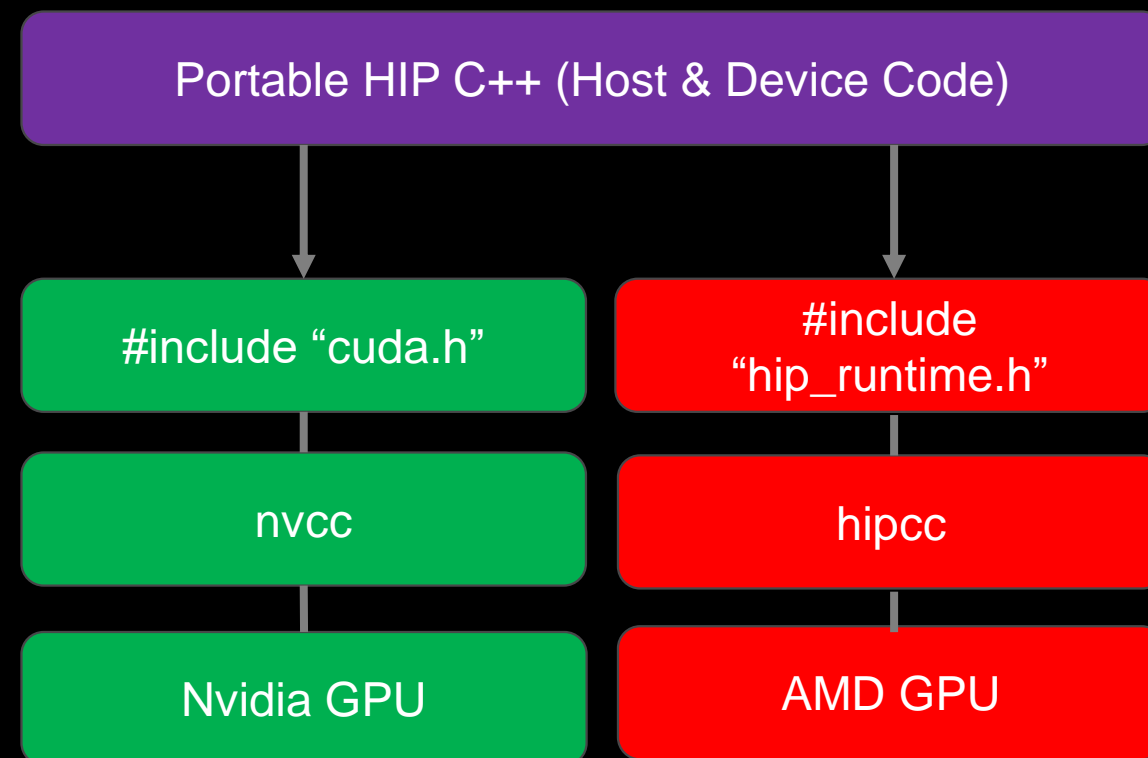 Portable HIP C++ (Host & Device Code)
#include “cuda.h”
nvcc
Nvidia GPU
#include
“hip_runtime.h”
hipcc
AMD GPU